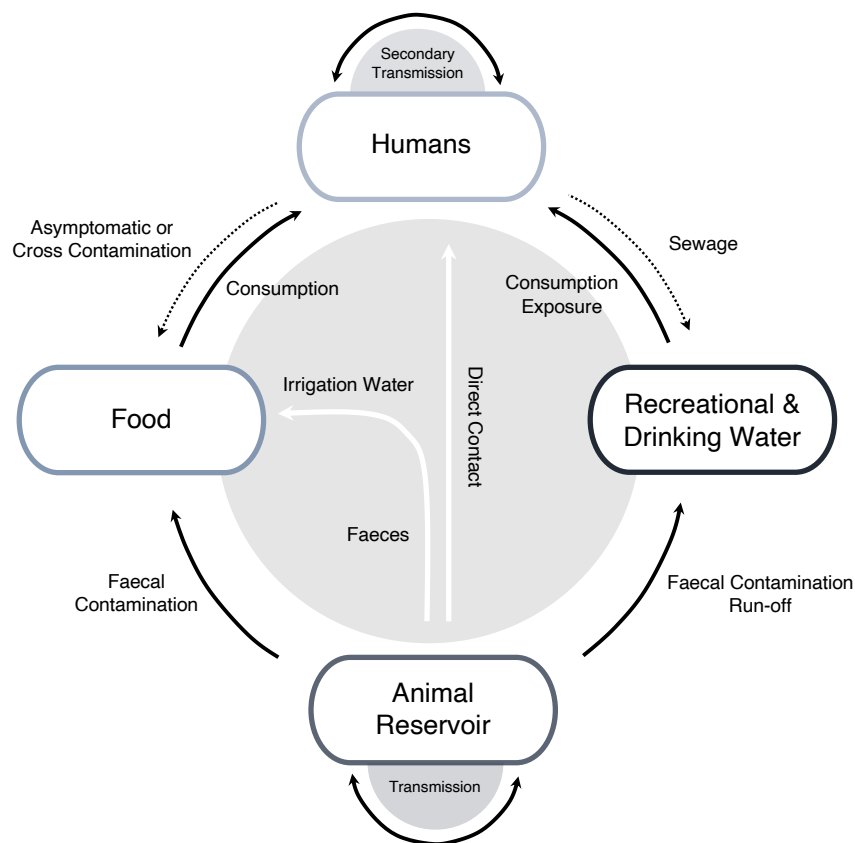 Secondary
Transmission
Humans
Asymptomatic or
Cross Contamination
Sewage
Consumption
Consumption
Exposure
Irrigation Water
Direct Contact
Food
Recreational &
Drinking Water
Faeces
Faecal
Contamination
Faecal Contamination
Run-off
Animal
Reservoir
Transmission